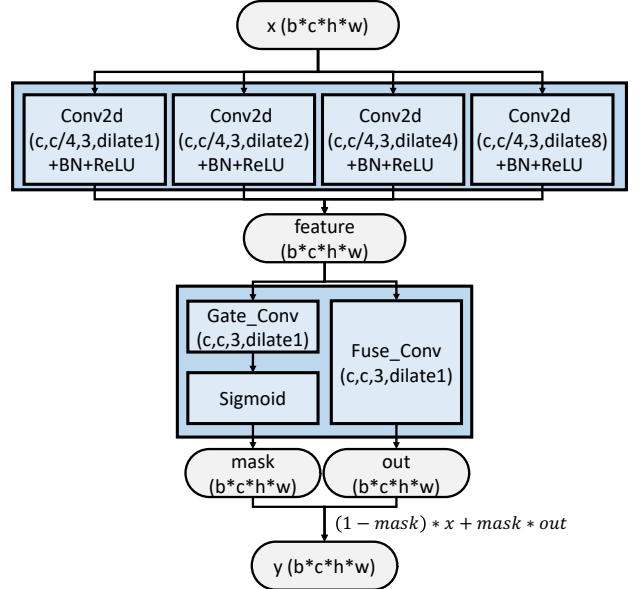 x (b*c*h*w)
Conv2d
(c,c/4,3,dilate1)
+BN+ReLU
Conv2d
(c,c/4,3,dilate2)
+BN+ReLU
Conv2d
(c,c/4,3,dilate4)
+BN+ReLU
Conv2d
(c,c/4,3,dilate8)
+BN+ReLU
feature
(b*c*h*w)
Gate_Conv
(c,c,3,dilate1)
Sigmoid
Fuse_Conv
(c,c,3,dilate1)
mask
(b*c*h*w)
out
(b*c*h*w)
(1 − mask) * x + mask * out
y (b*c*h*w)